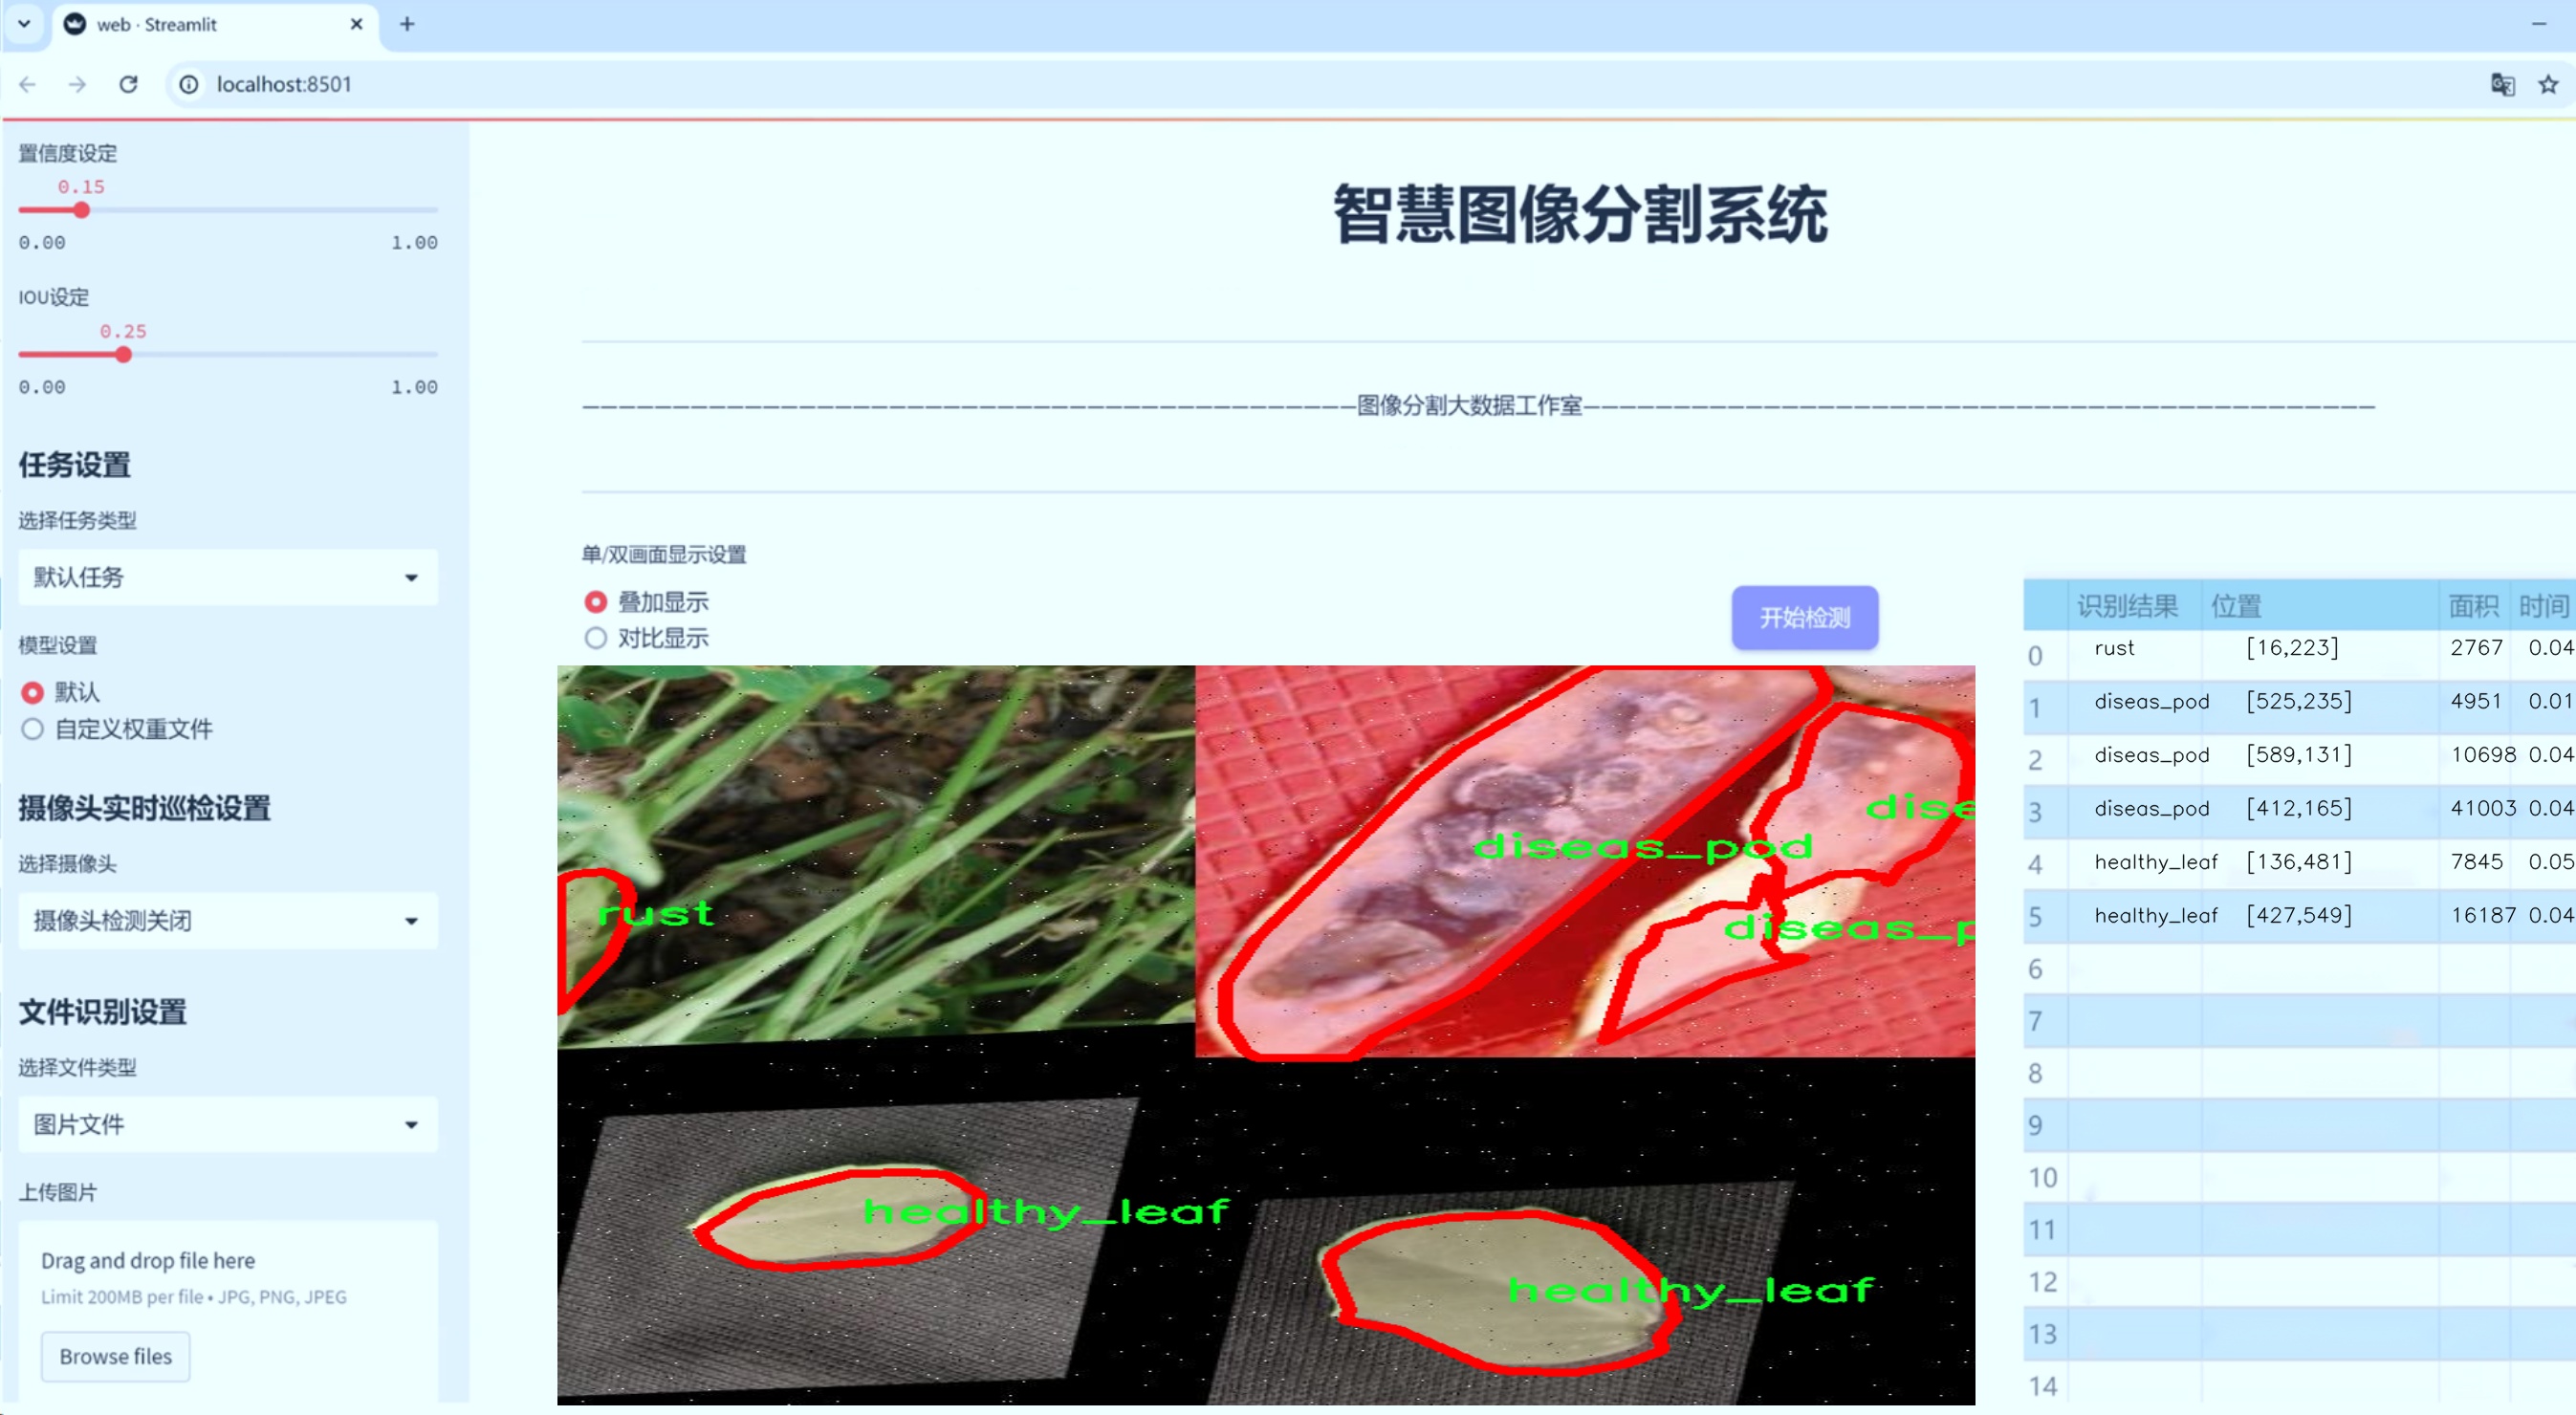 web · Streamlit
localhost:8501
置信度设定
0.15
0.00 1.00
IOU设定
0.25
0.00 1.00
任务设置
选择任务类型
默认任务
模型设置
默认
自定义权重文件
摄像头实时巡检设置
选择摄像头
摄像头检测关闭
文件识别设置
选择文件类型
图片文件
上传图片
Drag and drop file here
Limit 200MB per file • JPG, PNG, JPEG
Browse files
智慧图像分割系统
图像分割大数据工作室
单/双画面显示设置
叠加显示
对比显示
开始检测
rust
diseas_pod
dise
diseas_p
healthy_leaf
healthy_leaf
识别结果 位置 面积 时间
0 rust [16,223] 2767 0.04
1 diseas_pod [525,235] 4951 0.01
2 diseas_pod [589,131] 10698 0.04
3 diseas_pod [412,165] 41003 0.04
4 healthy_leaf [136,481] 7845 0.05
5 healthy_leaf [427,549] 16187 0.04
6
7
8
9
10
11
12
13
14